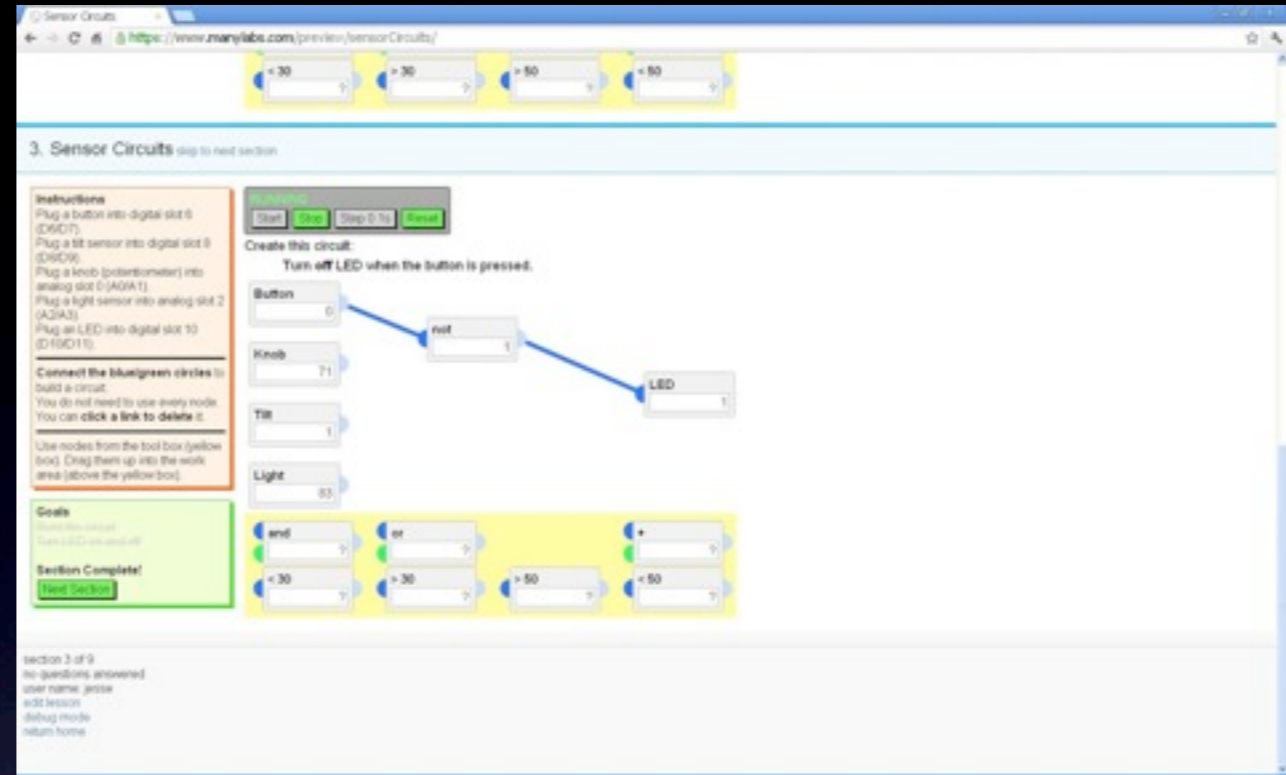 Sensor Circuits
https://www.manylabs.com/preview/sensorCircuits/
< 30 > 30 > 50 < 50
? ? ? ?
3. Sensor Circuits skip to next section
Instructions
Plug a button into digital slot 6
(D6/D7).
Plug a tilt sensor into digital slot 8
(D8/D9).
Plug a knob (potentiometer) into
analog slot 0 (A0/A1).
Plug a light sensor into analog slot 2
(A2/A3).
Plug an LED into digital slot 10
(D10/D11).
Connect the blue/green circles to
build a circuit.
You do not need to use every node.
You can click a link to delete it.
Use nodes from the tool box (yellow
box). Drag them up into the work
area (above the yellow box).
Goals
Build this circuit
Turn LED on and off
Section Complete!
Next Section
RUNNING
Start Stop Step 0.1s Reset
Create this circuit:
Turn off LED when the button is pressed.
Button
0
not
1
Knob
71
LED
1
Tilt
1
Light
83
and or +
? ? ?
< 30 > 30 > 50 < 50
? ? ? ?
section 3 of 9
no questions answered
user name: jesse
edit lesson
debug mode
return home